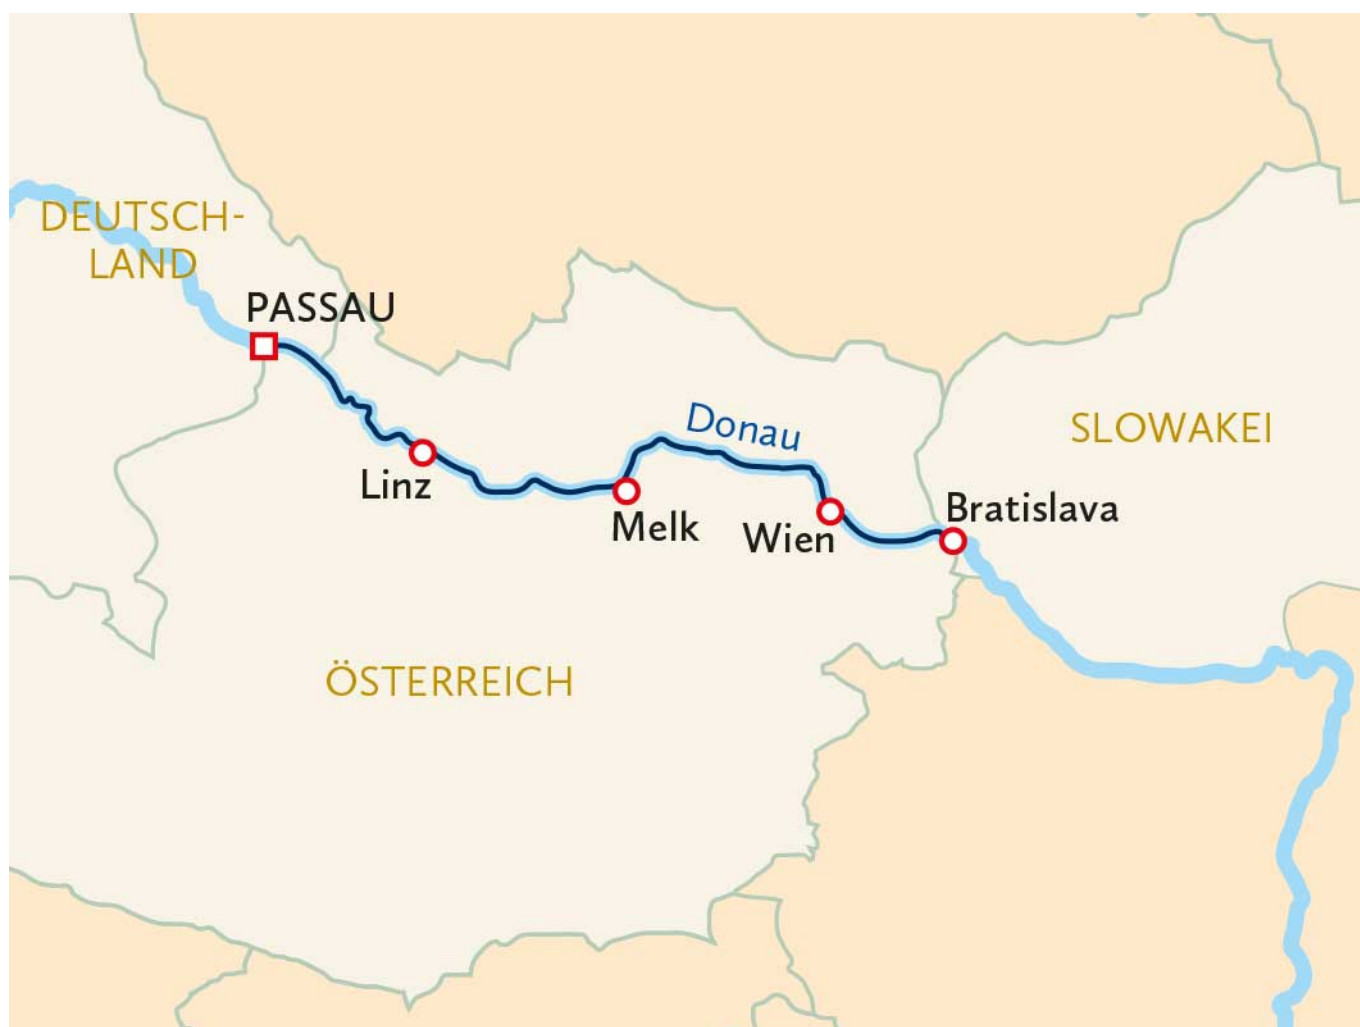 DEUTSCH-
LAND
PASSAU
Donau
SLOWAKEI
Linz
Melk
Wien
Bratislava
ÖSTERREICH